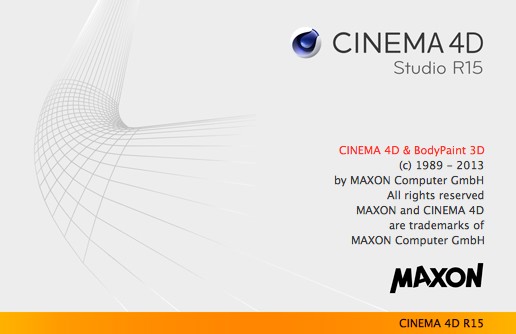 CINEMA 4D
Studio R15
CINEMA 4D & BodyPaint 3D
(c) 1989 – 2013
by MAXON Computer GmbH
All rights reserved
MAXON and CINEMA 4D
are trademarks of
MAXON Computer GmbH
MAXON
CINEMA 4D R15